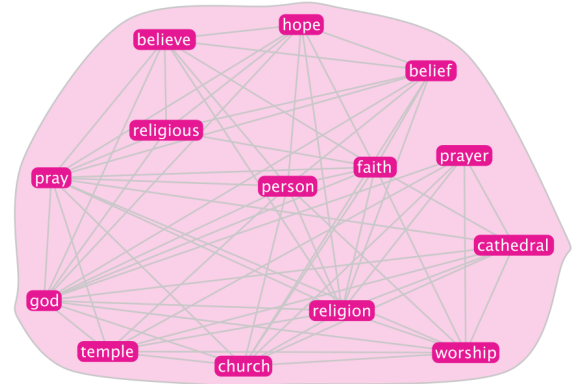 hope
believe
belief
religious
prayer
faith
pray
person
cathedral
god
religion
temple
worship
church